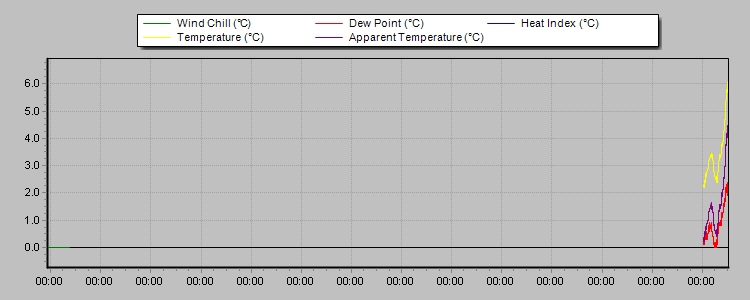 Wind Chill (°C) Dew Point (°C) Heat Index (°C)
Temperature (°C) Apparent Temperature (°C)
6.0
5.0
4.0
3.0
2.0
1.0
0.0
00:00 00:00 00:00 00:00 00:00 00:00 00:00 00:00 00:00 00:00 00:00 00:00 00:00 00:00